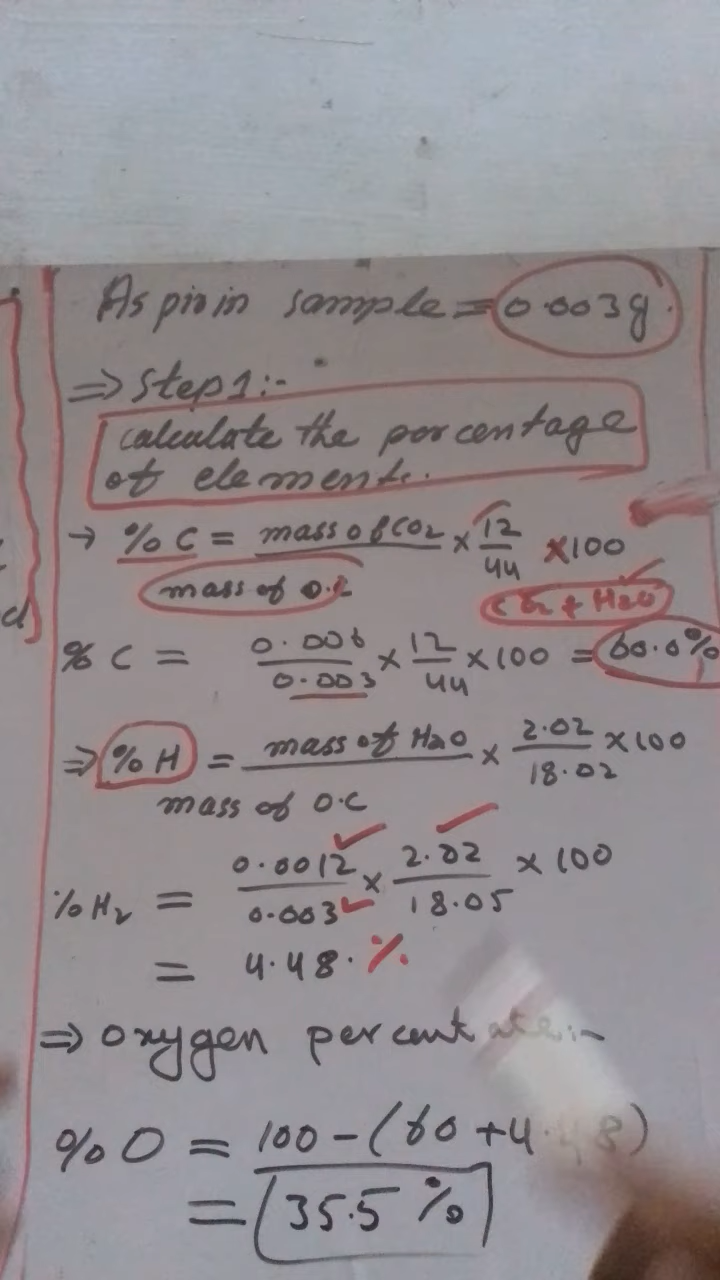 Aspirin sample = 0.003g.
⇒ Step 1:-
calculate the porcentage
of elements.
→ % C = mass of CO2 / mass of O.C × 12/44 × 100
CO2 + H2O
% C = 0.006/0.003 × 12/44 × 100 = 60.0%
⇒ % H = mass of H2O / mass of O.C × 2.02/18.02 × 100
% H2 = 0.0012/0.003 × 2.02/18.05 × 100
= 4.48. %
⇒ oxygen percentate:-
% O = 100 - (60 + 4.48)
= 35.5 %